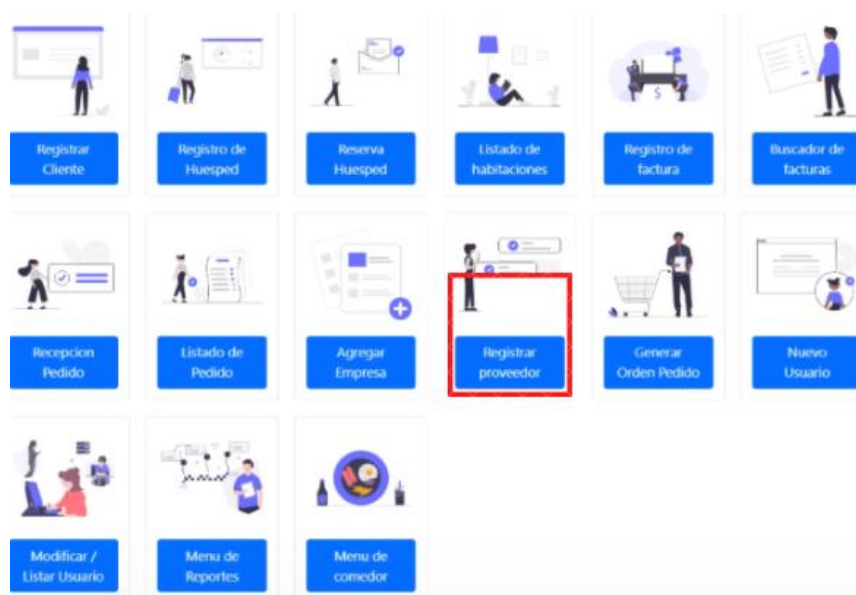 Registrar
Cliente
Registro de
Huesped
Reserva
Huesped
Listado de
habitaciones
Registro de
factura
Buscador de
facturas
Recepcion
Pedido
Listado de
Pedido
Agregar
Empresa
Registrar
proveedor
Generar
Orden Pedido
Nuevo
Usuario
Modificar /
Listar Usuario
Menu de
Reportes
Menu de
comedor